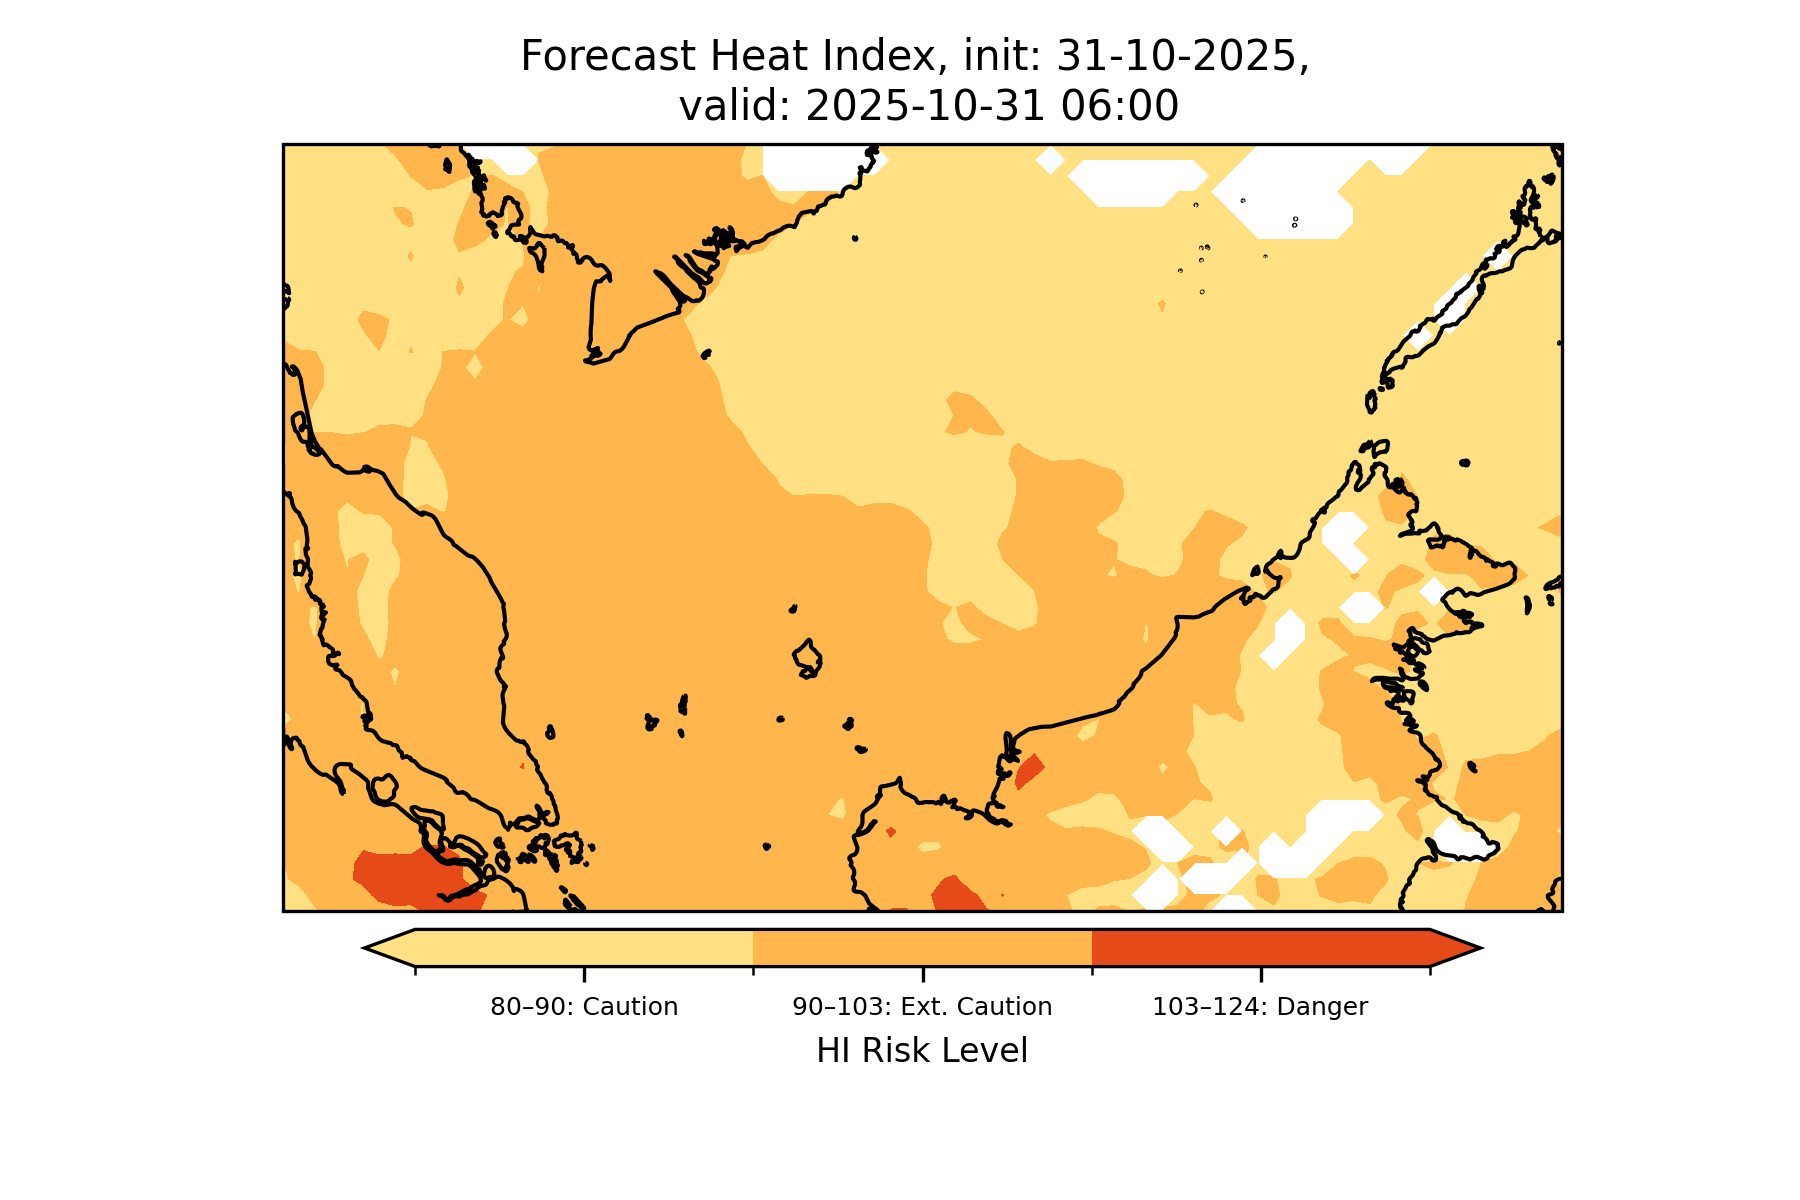 Forecast Heat Index, init: 31-10-2025,
valid: 2025-10-31 06:00
80–90: Caution
90–103: Ext. Caution
103–124: Danger
HI Risk Level